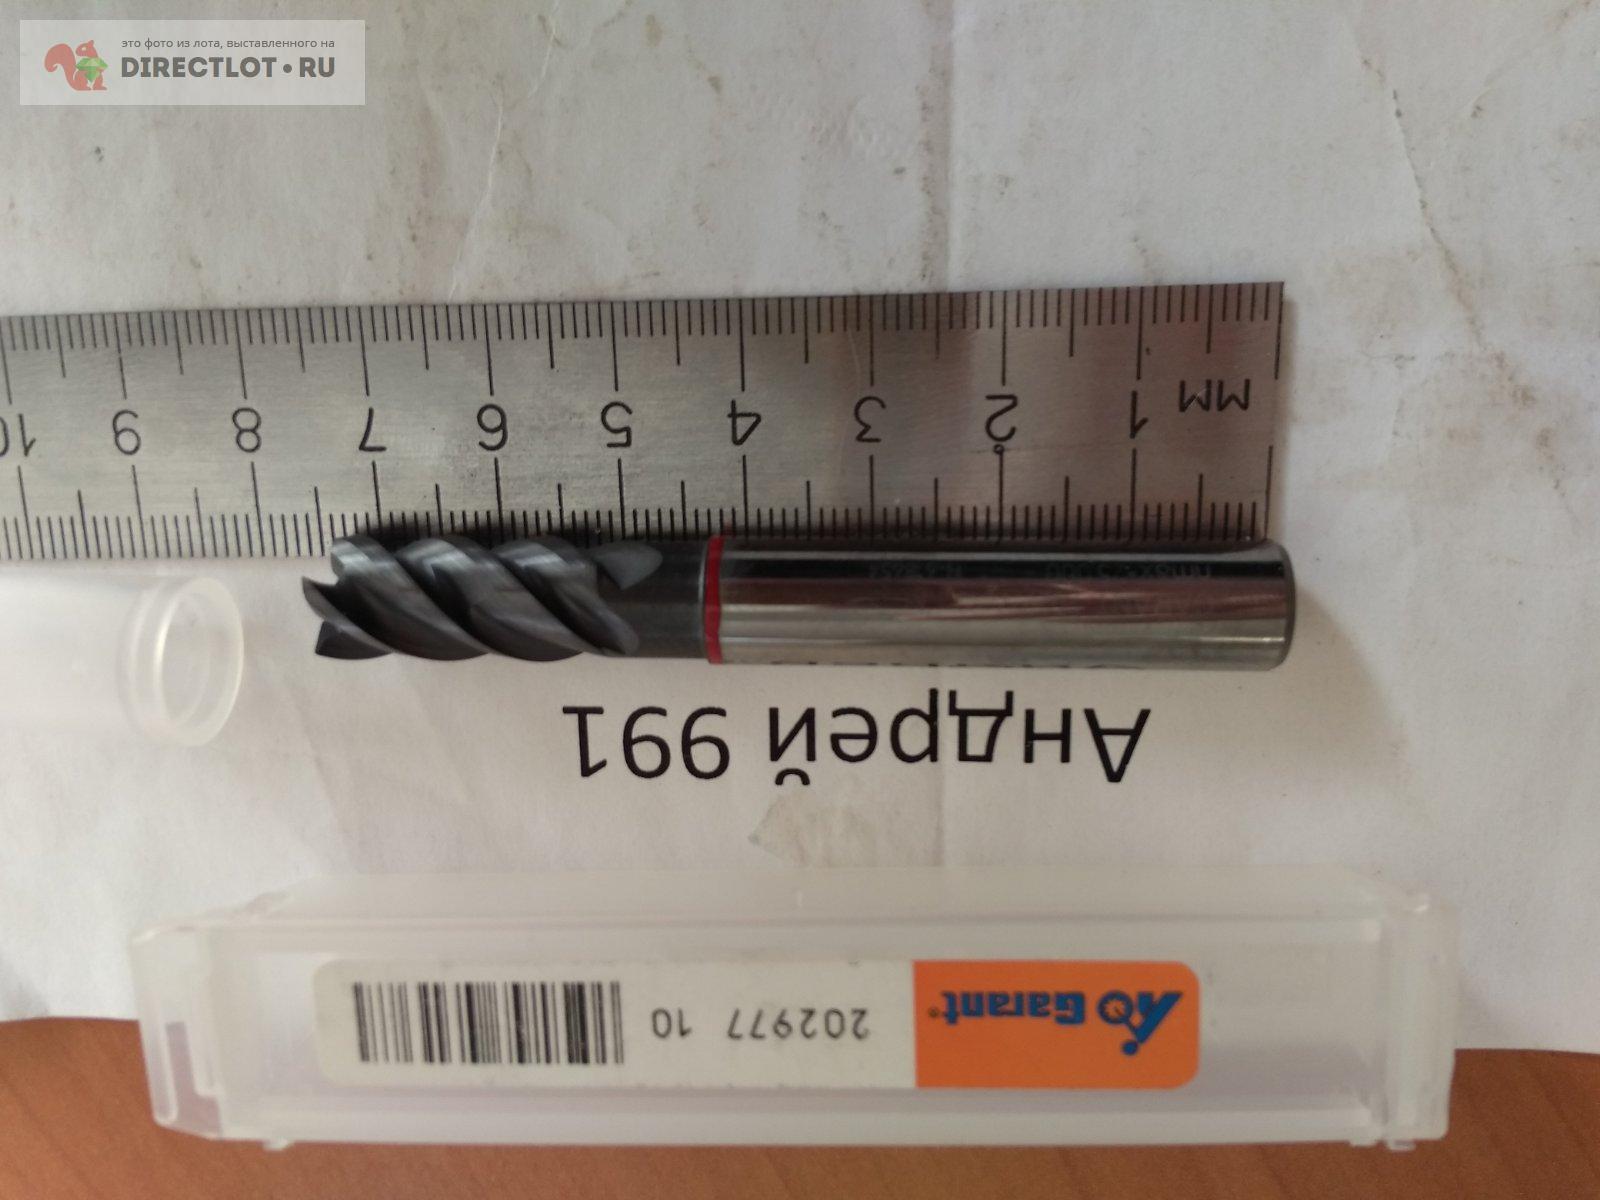 это фото из лота, выставленного на
DIRECTLOT•RU
мм 1 2 3 4 5 6 7 8 9 10
Андрей 991
Garant®
202977 10